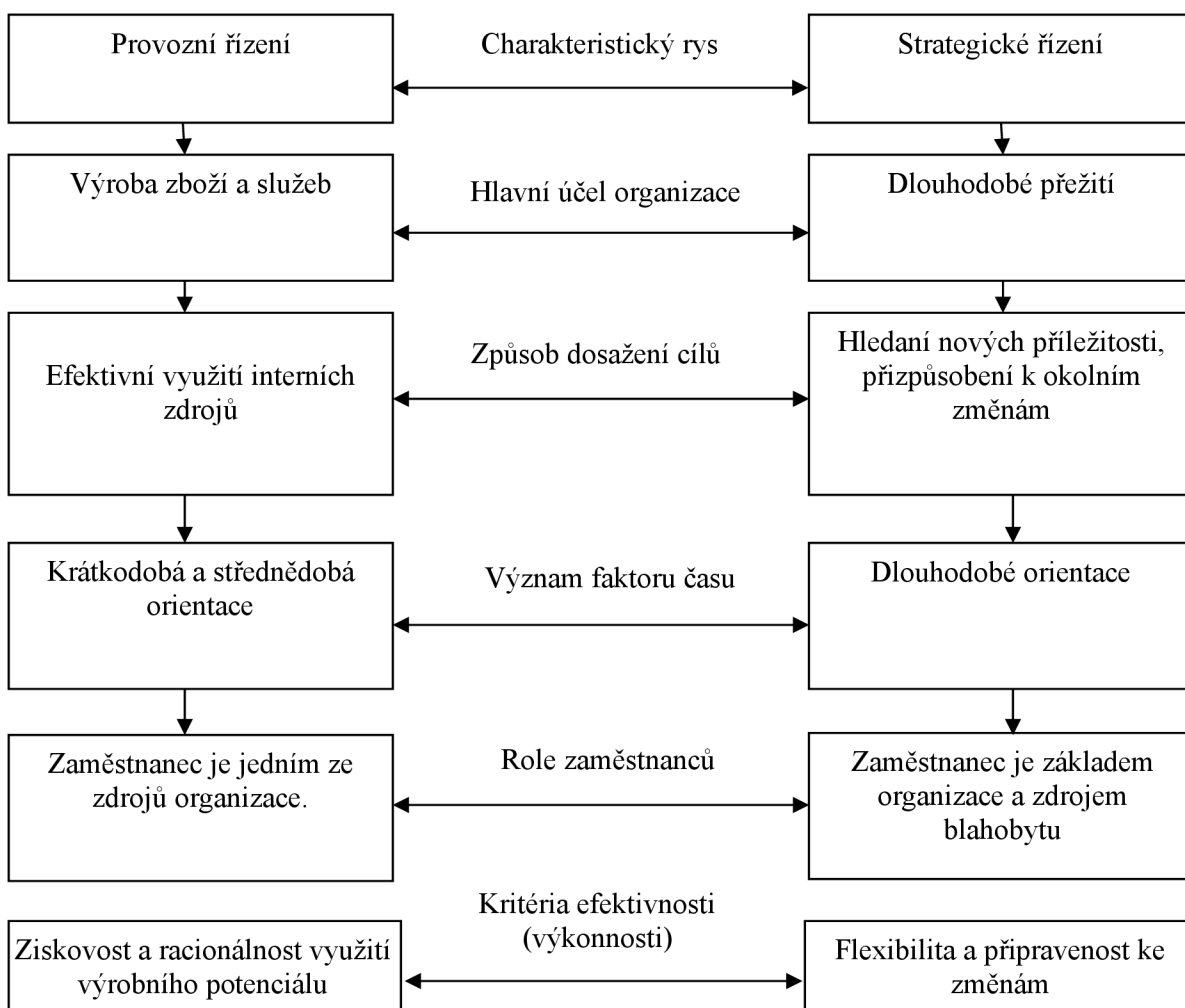 Provozní řízení
Charakteristický rys
Strategické řízení
Výroba zboží a služeb
Hlavní účel organizace
Dlouhodobé přežití
Efektivní využití interních
zdrojů
Způsob dosažení cílů
Hledaní nových příležitosti,
přizpůsobení k okolním
změnám
Krátkodobá a střednědobá
orientace
Význam faktoru času
Dlouhodobé orientace
Zaměstnanec je jedním ze
zdrojů organizace.
Role zaměstnanců
Zaměstnanec je základem
organizace a zdrojem
blahobytu
Ziskovost a racionálnost využití
výrobního potenciálu
Kritéria efektivnosti
(výkonnosti)
Flexibilita a připravenost ke
změnám